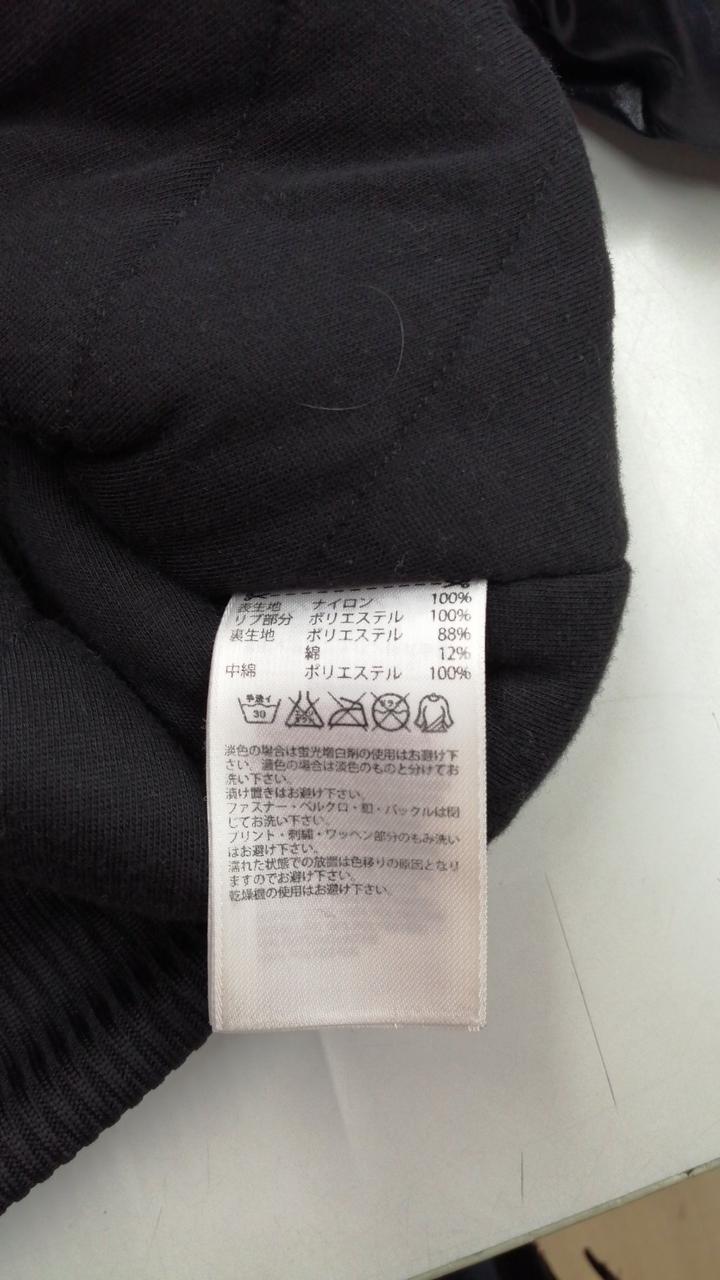 表生地 ナイロン 100%
リブ部分 ポリエステル 100%
裏生地 ポリエステル 88%
綿 12%
中綿 ポリエステル 100%
手洗イ 30 エンソサラシ ドライ
淡色の場合は蛍光増白剤の使用はお避け下
さい。濃色の場合は淡色のものと分けてお
洗い下さい。
漬け置きはお避け下さい。
ファスナー・ベルクロ・釦・バックルは閉
じてお洗い下さい。
プリント・刺繍・ワッペン部分のもみ洗い
はお避け下さい。
濡れた状態での放置は色移りの原因となり
ますのでお避け下さい。
乾燥機の使用はお避け下さい。